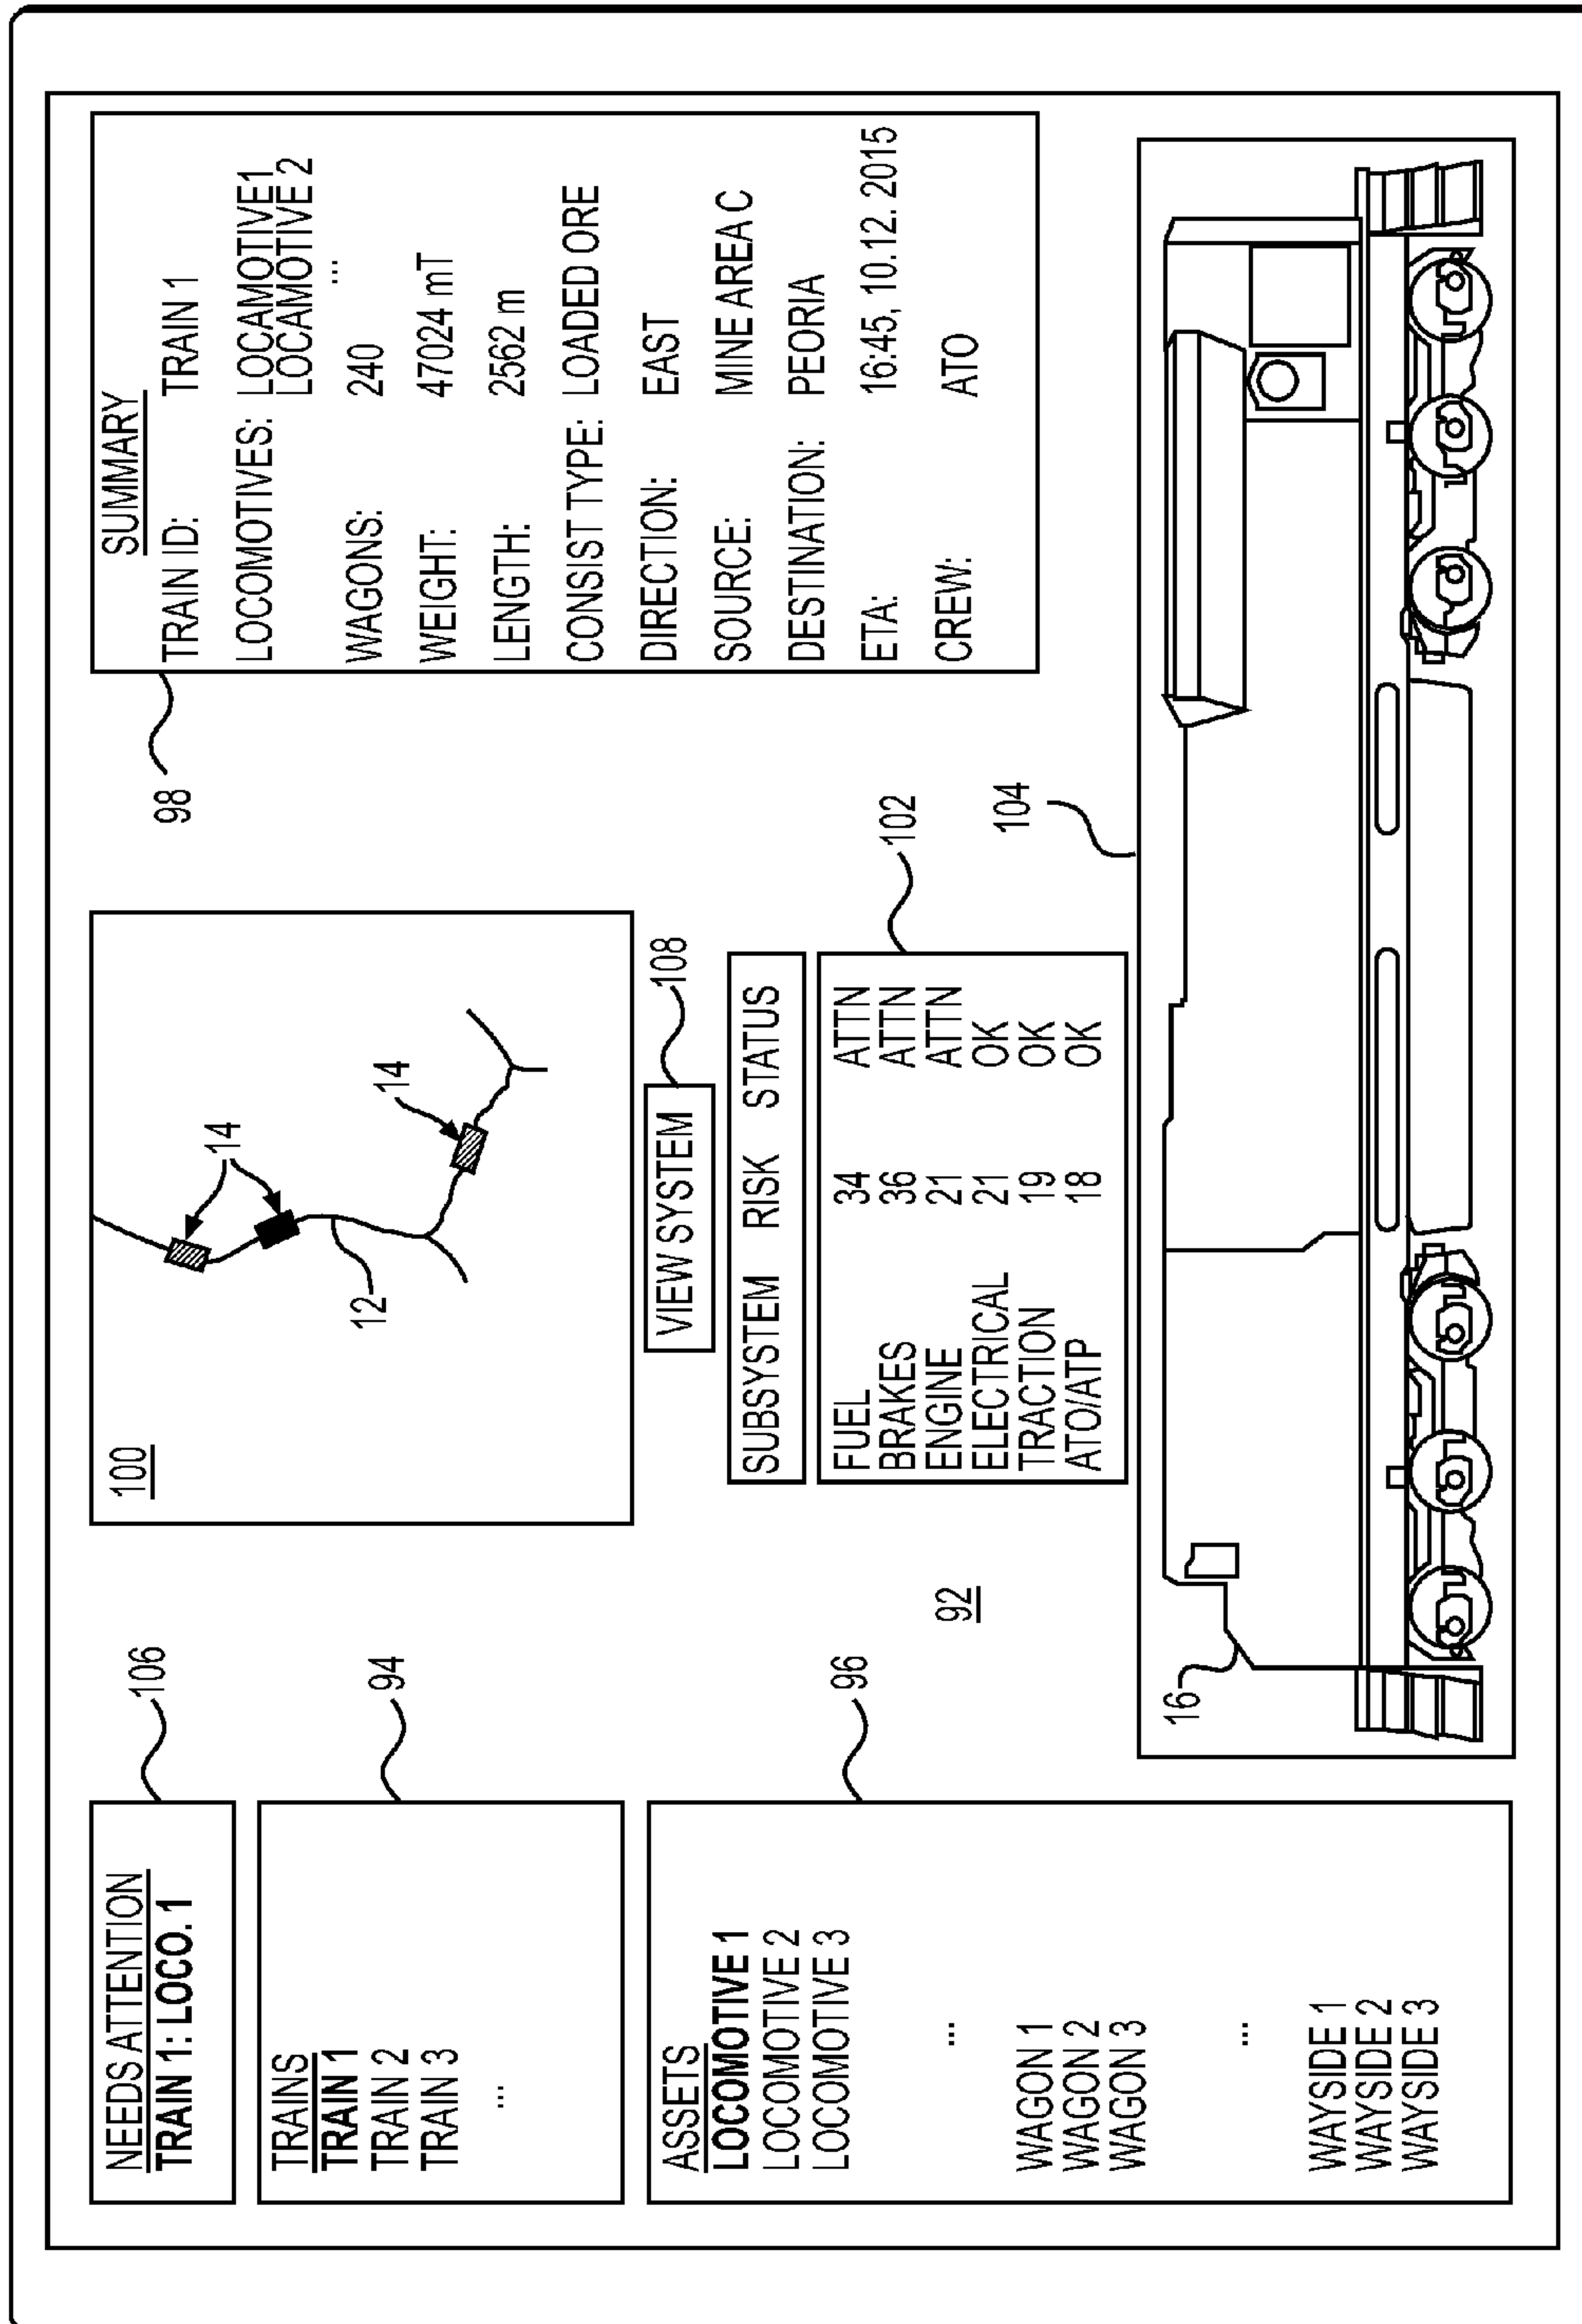 NEEDS ATTENTION
TRAIN 1: LOCO. 1
106
TRAINS
TRAIN 1
TRAIN 2
TRAIN 3
...
94
ASSETS
LOCOMOTIVE 1
LOCOMOTIVE 2
LOCOMOTIVE 3
...
WAGON 1
WAGON 2
WAGON 3
...
WAYSIDE 1
WAYSIDE 2
WAYSIDE 3
96
100
14
14
12
VIEW SYSTEM
108
SUBSYSTEM RISK STATUS
FUEL 34 ATTN
BRAKES 36 ATTN
ENGINE 21 ATTN
ELECTRICAL 21 OK
TRACTION 19 OK
ATO/ATP 18 OK
102
92
SUMMARY
TRAIN ID: TRAIN 1
LOCOMOTIVES: LOCAMOTIVE1
LOCAMOTIVE 2
...
WAGONS: 240
WEIGHT: 47024 mT
LENGTH: 2562 m
CONSIST TYPE: LOADED ORE
DIRECTION: EAST
SOURCE: MINE AREA C
DESTINATION: PEORIA
ETA: 16:45, 10.12. 2015
CREW: ATO
98
104
16